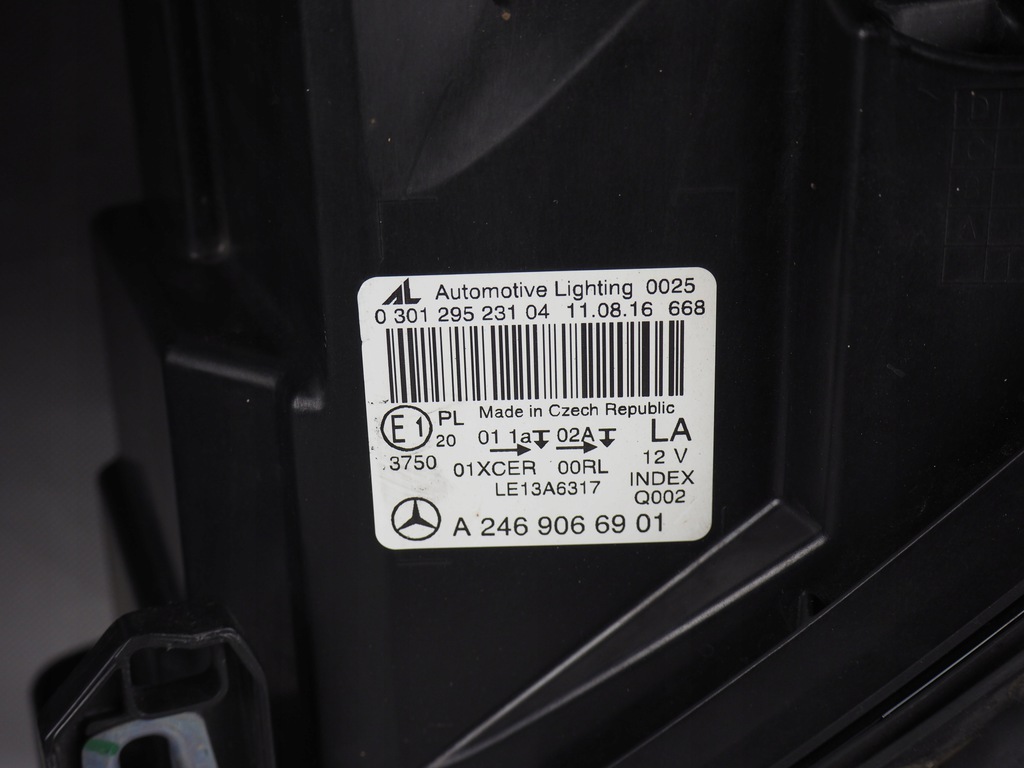 AL Automotive Lighting 0025
0 301 295 231 04 11.08.16 668
Made in Czech Republic
E1 PL 20 01 1a 02A LA
3750 01XCER 00RL 12 V
LE13A6317 INDEX Q002
A 246 906 69 01